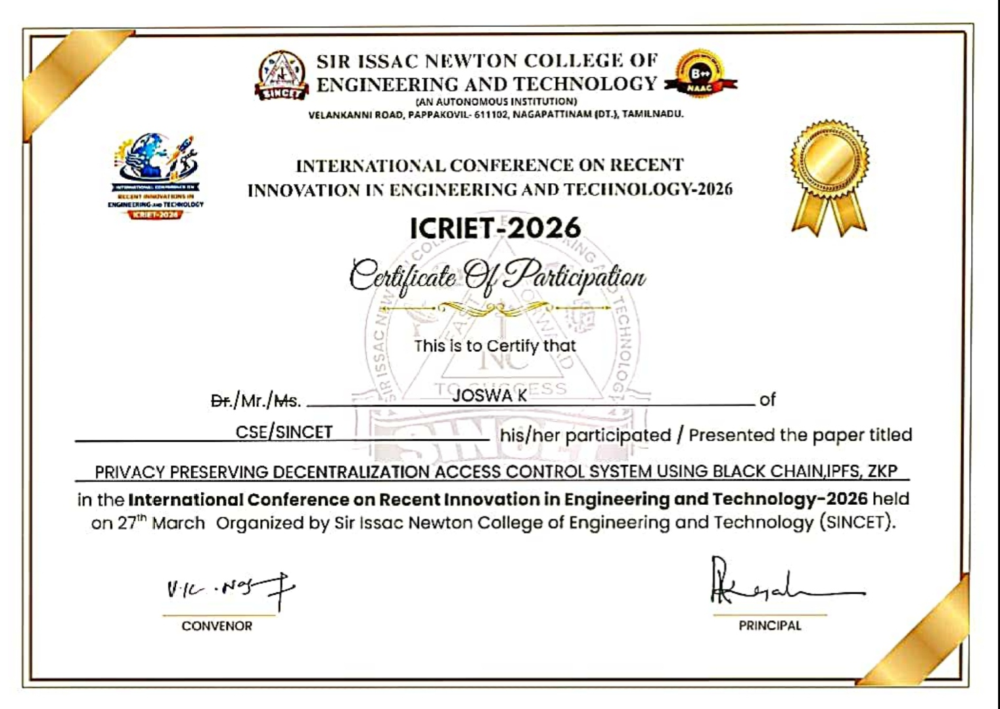 SIR ISSAC NEWTON COLLEGE OF
ENGINEERING AND TECHNOLOGY
(AN AUTONOMOUS INSTITUTION)
VELANKANNI ROAD, PAPPAKOVIL- 611102, NAGAPATTINAM (DT.), TAMILNADU.
SINCET
B++
NAAC
INTERNATIONAL CONFERENCE ON
RECENT INNOVATIONS IN
ENGINEERING AND TECHNOLOGY
ICRIET-2026
INTERNATIONAL CONFERENCE ON RECENT
INNOVATION IN ENGINEERING AND TECHNOLOGY-2026
ICRIET-2026
Certificate Of Participation
This is to Certify that
Dr./Mr./Ms. JOSWA K of
CSE/SINCET his/her participated / Presented the paper titled
PRIVACY PRESERVING DECENTRALIZATION ACCESS CONTROL SYSTEM USING BLACK CHAIN,IPFS, ZKP
in the International Conference on Recent Innovation in Engineering and Technology-2026 held
on 27th March Organized by Sir Issac Newton College of Engineering and Technology (SINCET).
CONVENOR
PRINCIPAL